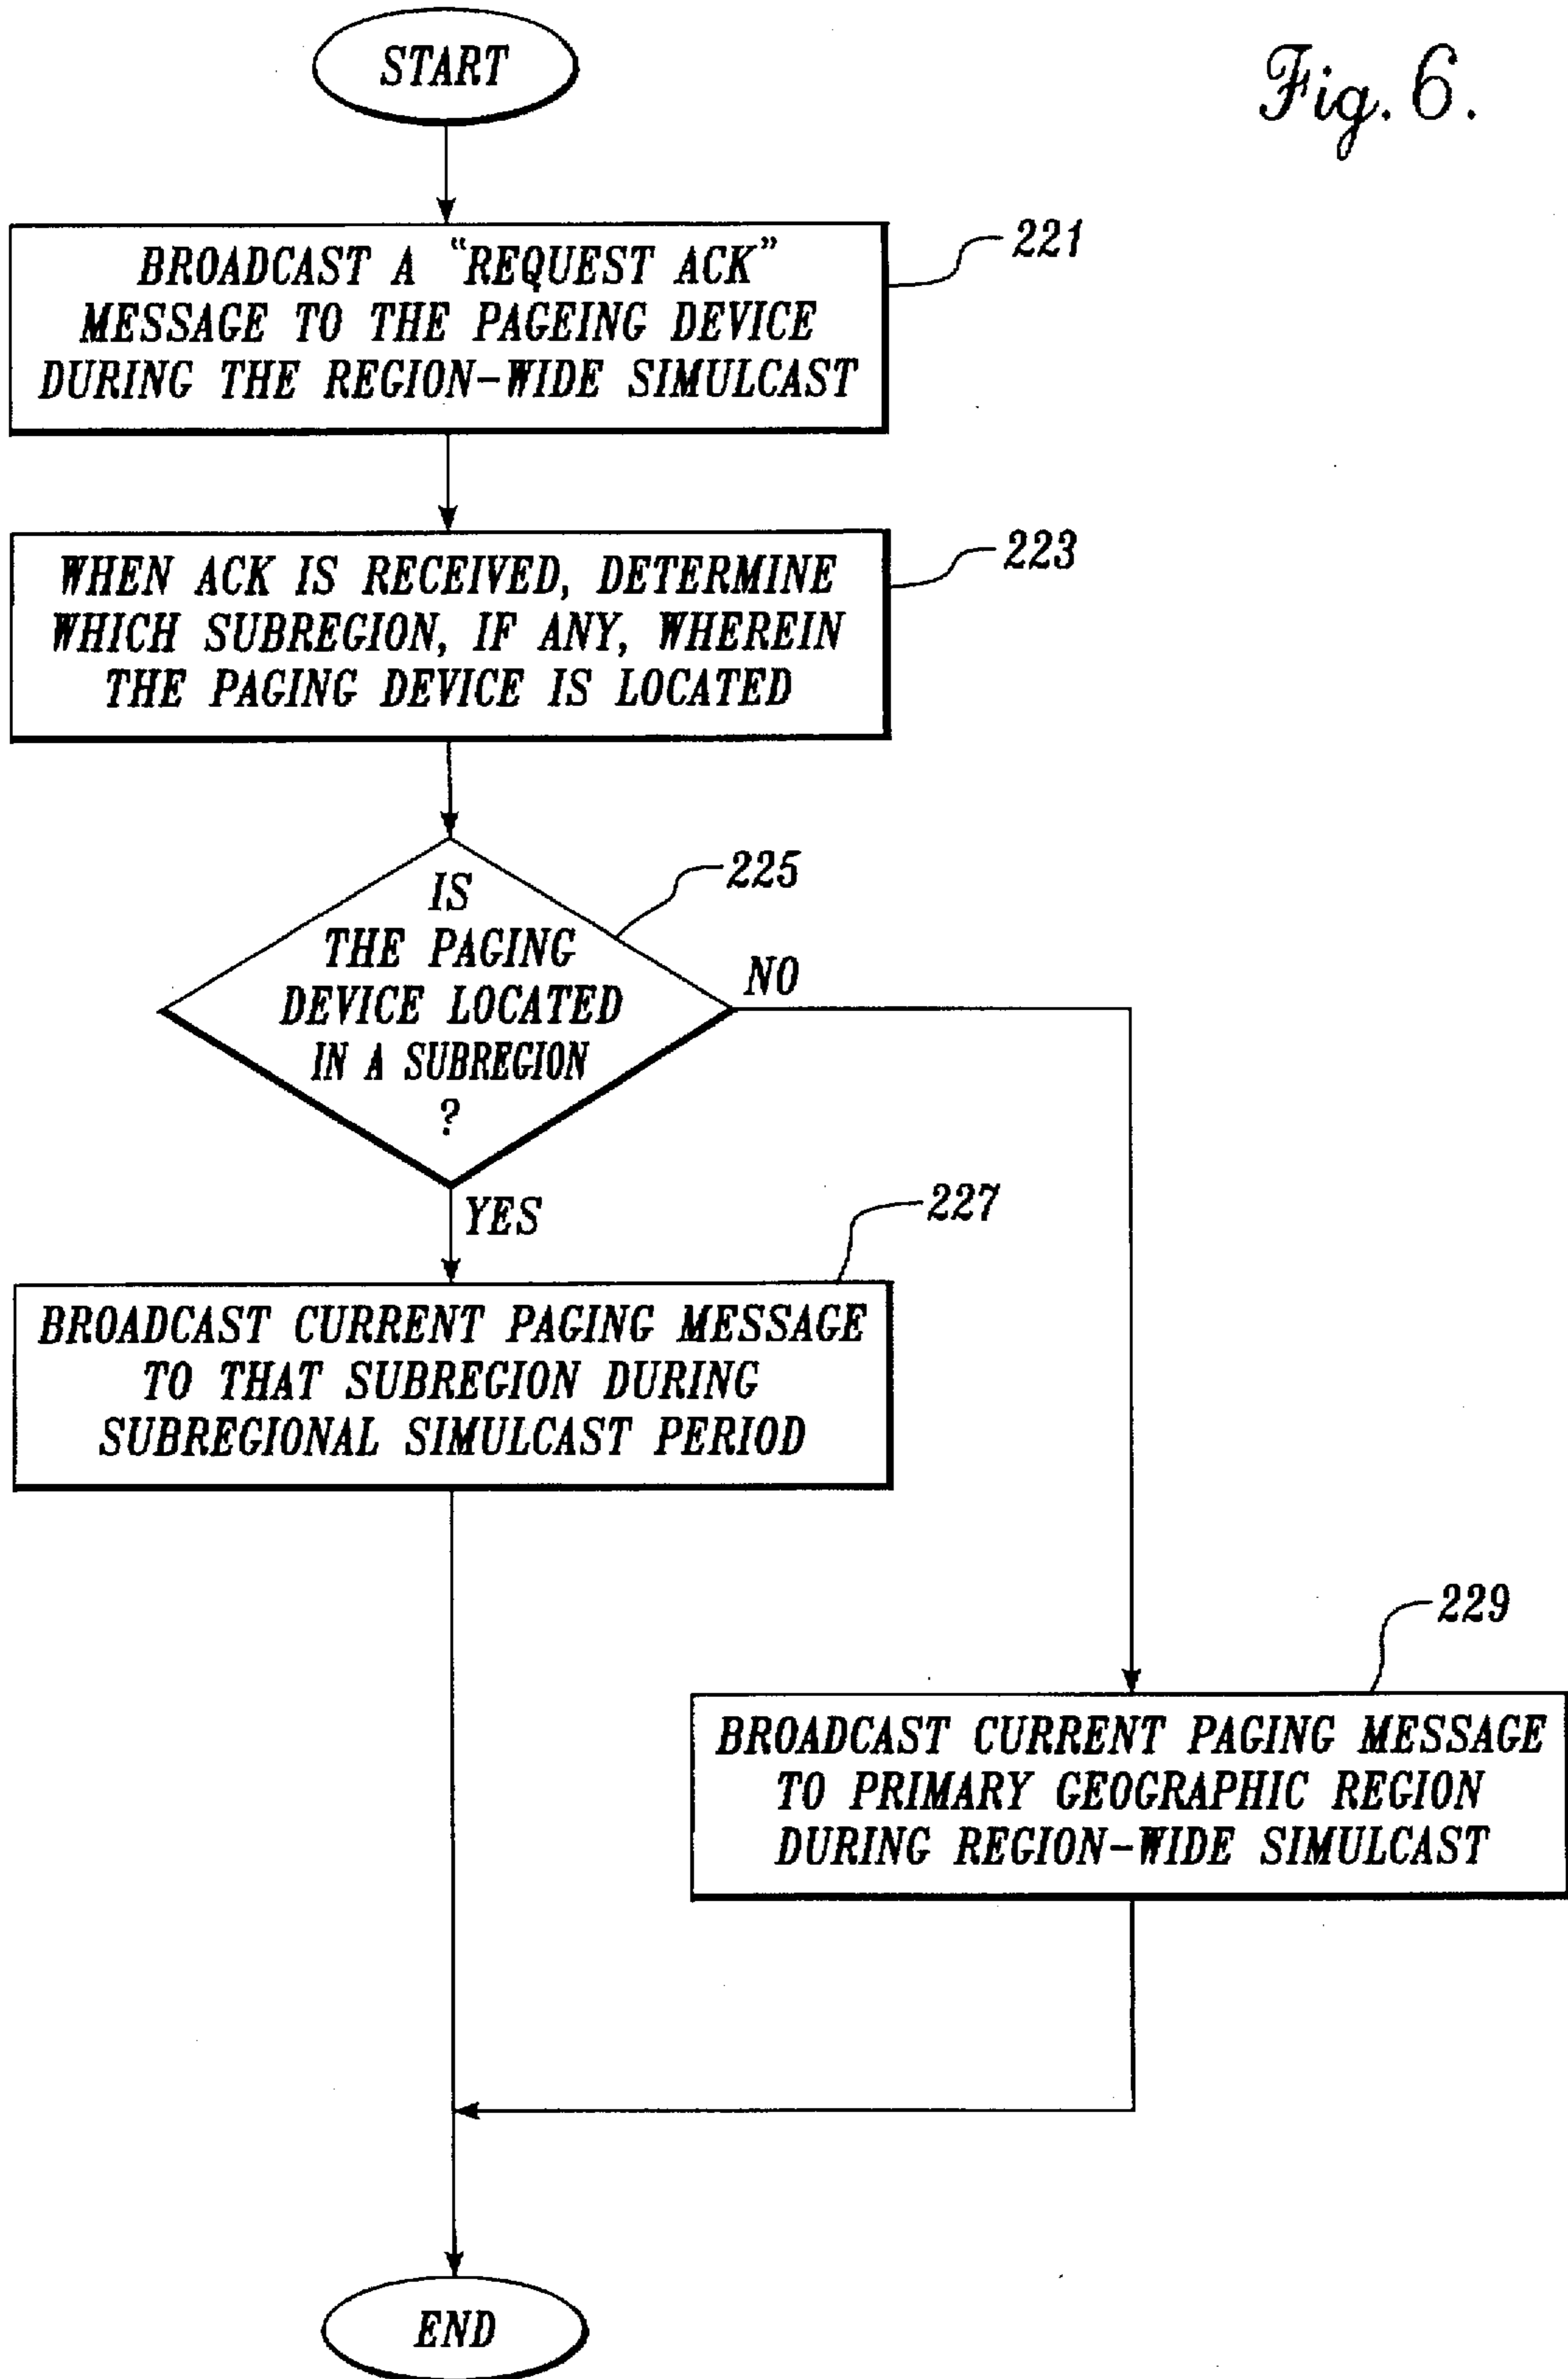 START
Fig. 6.
BROADCAST A "REQUEST ACK"
MESSAGE TO THE PAGEING DEVICE
DURING THE REGION-WIDE SIMULCAST
221
WHEN ACK IS RECEIVED, DETERMINE
WHICH SUBREGION, IF ANY, WHEREIN
THE PAGING DEVICE IS LOCATED
223
IS
THE PAGING
DEVICE LOCATED
IN A SUBREGION
?
225
NO
YES
227
BROADCAST CURRENT PAGING MESSAGE
TO THAT SUBREGION DURING
SUBREGIONAL SIMULCAST PERIOD
229
BROADCAST CURRENT PAGING MESSAGE
TO PRIMARY GEOGRAPHIC REGION
DURING REGION-WIDE SIMULCAST
END